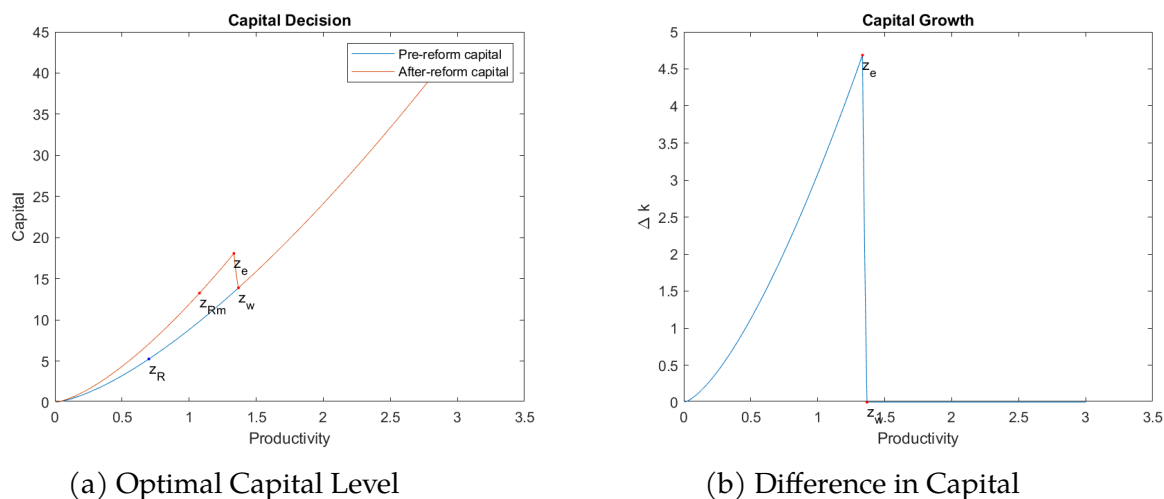 Capital Decision
45
40
35
30
25
20
15
10
5
0
Capital
Pre-reform capital
After-reform capital
z_e
z_w
z_Rm
z_R
0 0.5 1 1.5 2 2.5 3 3.5
Productivity
(a) Optimal Capital Level
Capital Growth
5
4.5
4
3.5
3
2.5
2
1.5
1
0.5
0
Δ k
z_e
z_w
0 0.5 1 1.5 2 2.5 3 3.5
Productivity
(b) Difference in Capital